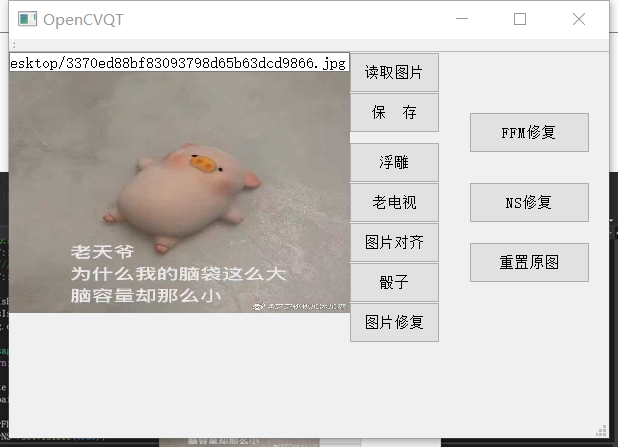 OpenCVQT
esktop/3370ed88bf83093798d65b63dcd9866.jpg
读取图片
保 存
浮雕
老电视
图片对齐
骰子
图片修复
FFM修复
NS修复
重置原图
老天爷
为什么我的脑袋这么大
脑容量却那么小